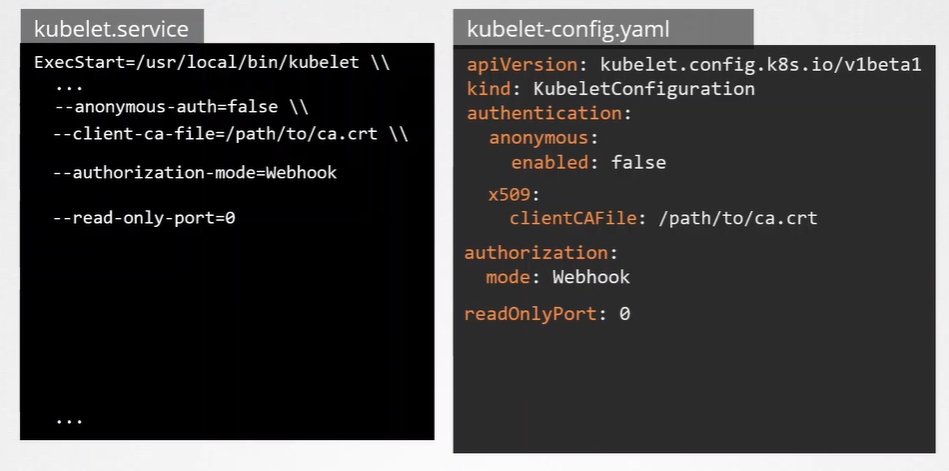 kubelet.service
ExecStart=/usr/local/bin/kubelet \\
...
--anonymous-auth=false \\
--client-ca-file=/path/to/ca.crt \\
--authorization-mode=Webhook
--read-only-port=0
...
kubelet-config.yaml
apiVersion: kubelet.config.k8s.io/v1beta1
kind: KubeletConfiguration
authentication:
  anonymous:
    enabled: false
  x509:
    clientCAFile: /path/to/ca.crt
authorization:
  mode: Webhook
readOnlyPort: 0